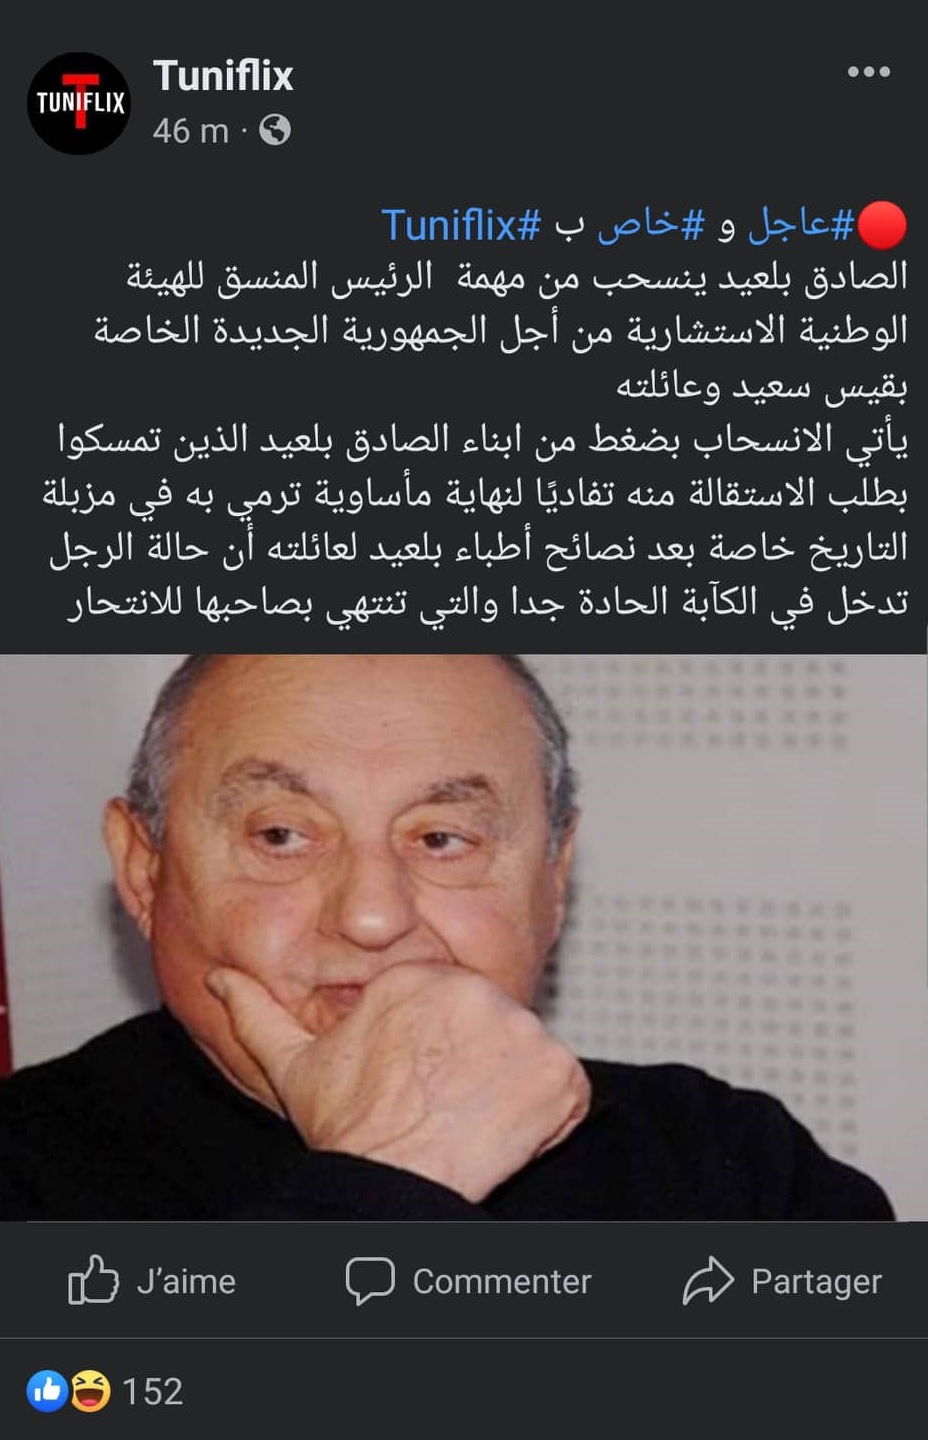 Tuniflix
TUNIFLIX
46 m ·
#عاجل و #خاص ب #Tuniflix
الصادق بلعيد ينسحب من مهمة الرئيس المنسق للهيئة
الوطنية الاستشارية من أجل الجمهورية الجديدة الخاصة
بقيس سعيد وعائلته
يأتي الانسحاب بضغط من ابناء الصادق بلعيد الذين تمسكوا
بطلب الاستقالة منه تفاديًا لنهاية مأساوية ترمي به في مزبلة
التاريخ خاصة بعد نصائح أطباء بلعيد لعائلته أن حالة الرجل
تدخل في الكآبة الحادة جدا والتي تنتهي بصاحبها للانتحار
J’aime
Commenter
Partager
152